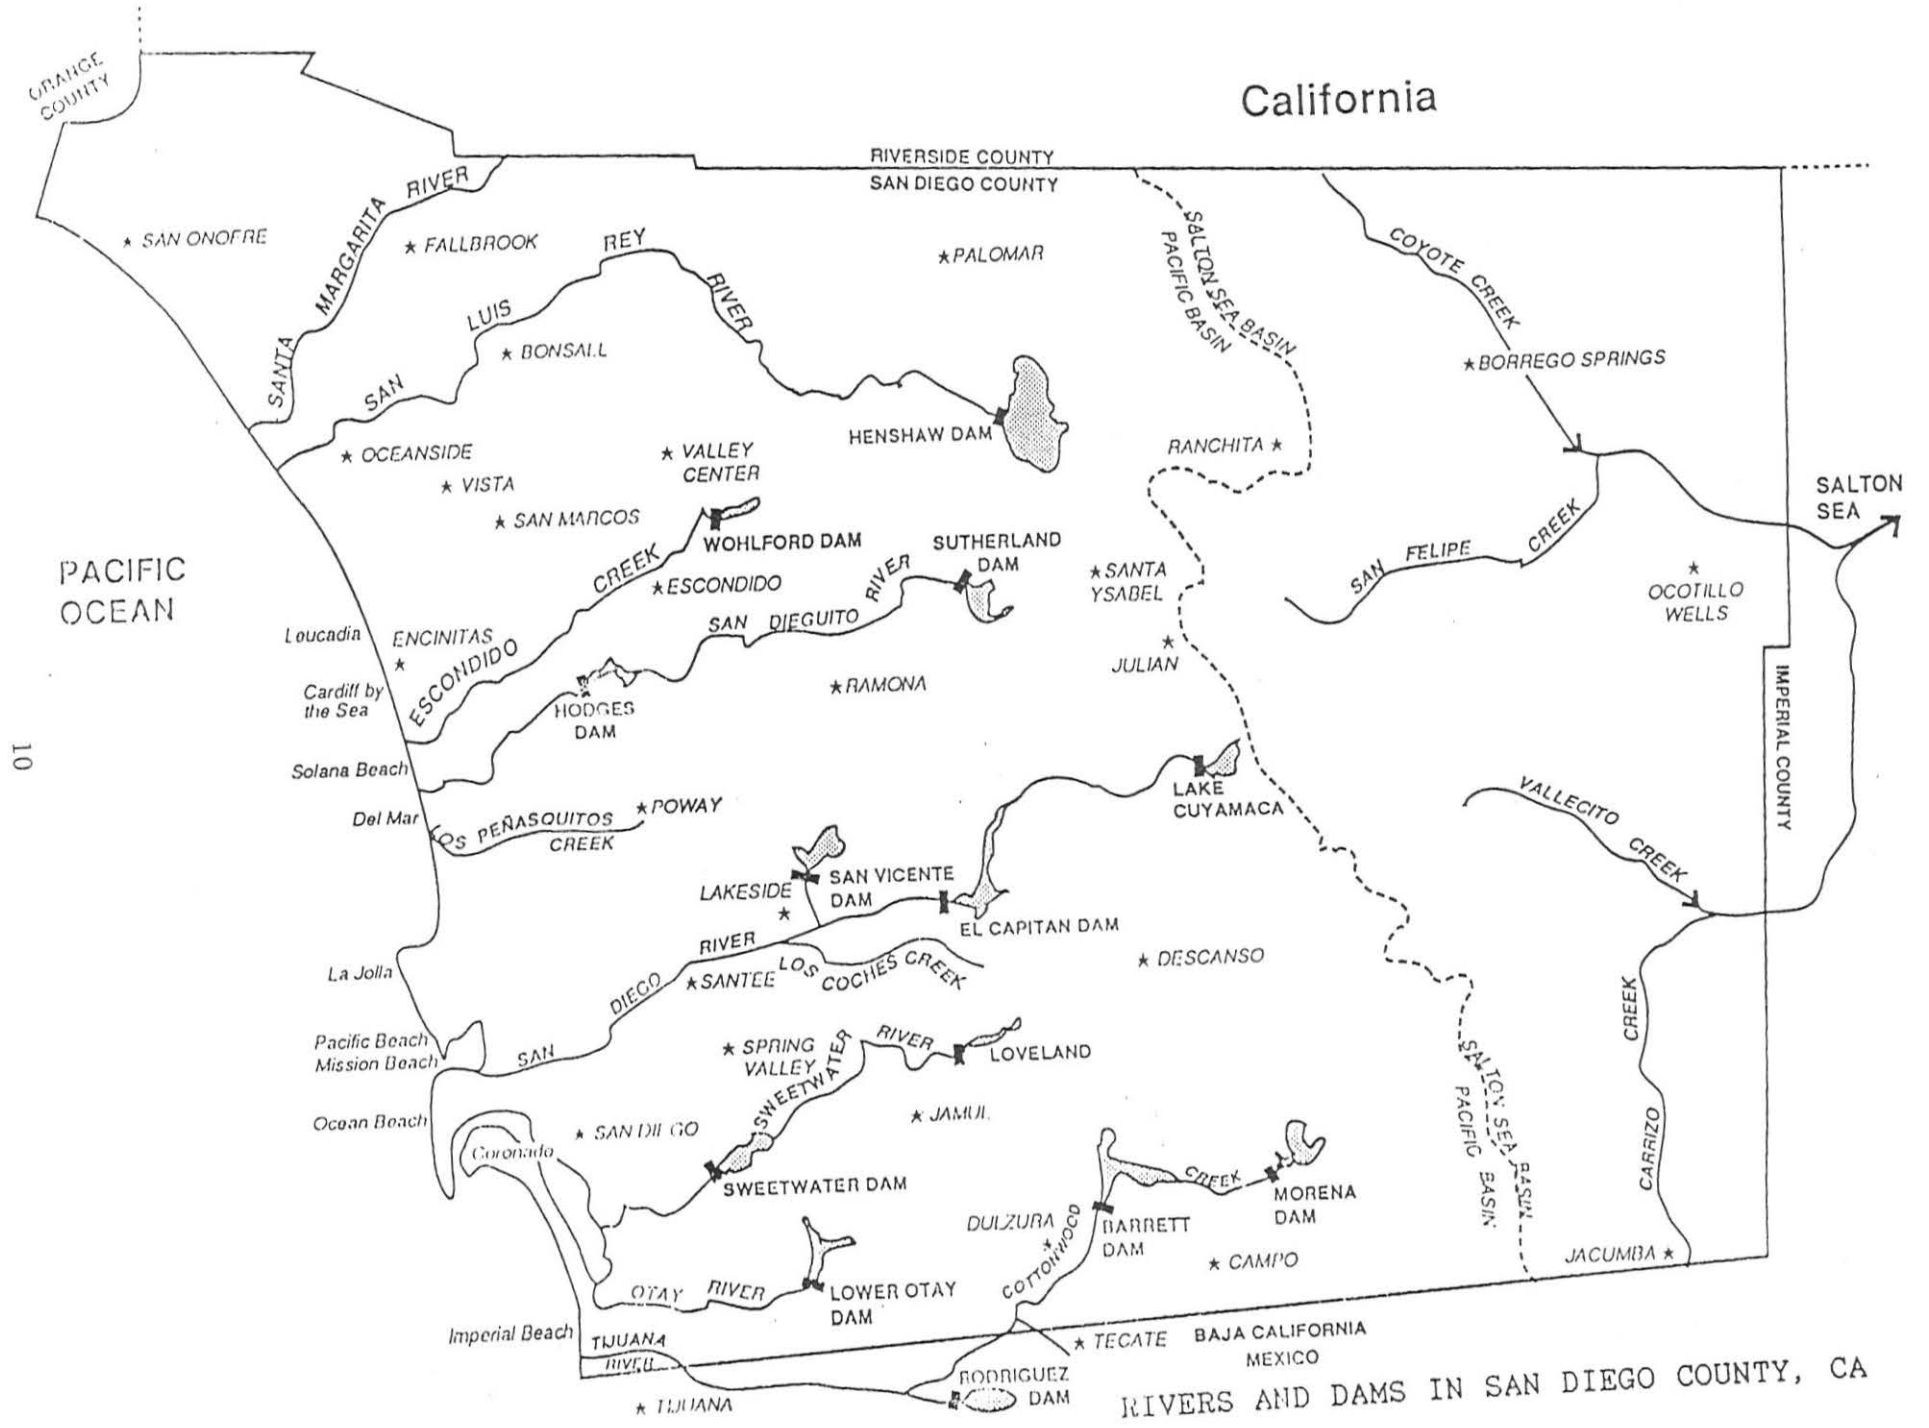 ORANGE
COUNTY
California
RIVERSIDE COUNTY
SAN DIEGO COUNTY
SANTA MARGARITA RIVER
SAN ONOFRE
FALLBROOK
SAN LUIS REY RIVER
PALOMAR
SALTON SEA BASIN
PACIFIC BASIN
COYOTE CREEK
BONSALL
BORREGO SPRINGS
HENSHAW DAM
RANCHITA
OCEANSIDE
VALLEY
CENTER
VISTA
SAN MARCOS
SALTON
SEA
WOHLFORD DAM
SUTHERLAND
DAM
PACIFIC
OCEAN
ESCONDIDO CREEK
ESCONDIDO
SAN DIEGUITO RIVER
SANTA
YSABEL
SAN FELIPE CREEK
OCOTILLO
WELLS
Leucadia
ENCINITAS
JULIAN
Cardiff by
the Sea
HODGES
DAM
RAMONA
IMPERIAL COUNTY
10
Solana Beach
LAKE
CUYAMACA
Del Mar
LOS PEÑASQUITOS
CREEK
POWAY
VALLECITO CREEK
LAKESIDE
SAN VICENTE
DAM
EL CAPITAN DAM
SAN DIEGO RIVER
LOS COCHES CREEK
SANTEE
DESCANSO
La Jolla
Pacific Beach
Mission Beach
SPRING
VALLEY
SWEETWATER RIVER
LOVELAND
CARRIZO CREEK
SALTON SEA BASIN
PACIFIC BASIN
Ocean Beach
SAN DIEGO
JAMUL
Coronado
SWEETWATER DAM
CREEK
MORENA
DAM
DULZURA
COTTONWOOD
BARRETT
DAM
CAMPO
JACUMBA
OTAY RIVER
LOWER OTAY
DAM
Imperial Beach
TIJUANA
RIVER
TECATE
BAJA CALIFORNIA
MEXICO
RODRIGUEZ
DAM
TIJUANA
RIVERS AND DAMS IN SAN DIEGO COUNTY, CA